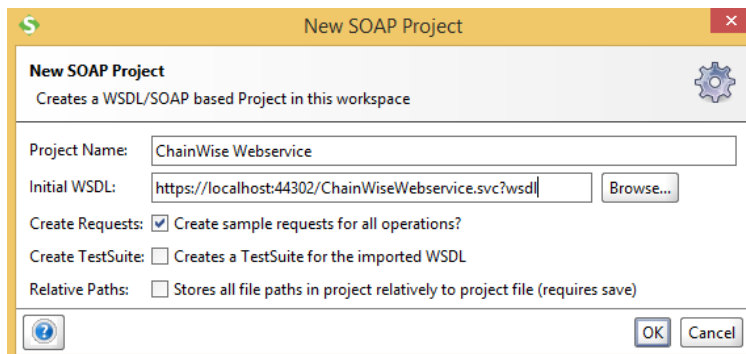 New SOAP Project
New SOAP Project
Creates a WSDL/SOAP based Project in this workspace
Project Name: ChainWise Webservice
Initial WSDL: https://localhost:44302/ChainWiseWebservice.svc?wsdl Browse...
Create Requests: Create sample requests for all operations?
Create TestSuite: Creates a TestSuite for the imported WSDL
Relative Paths: Stores all file paths in project relatively to project file (requires save)
OK Cancel